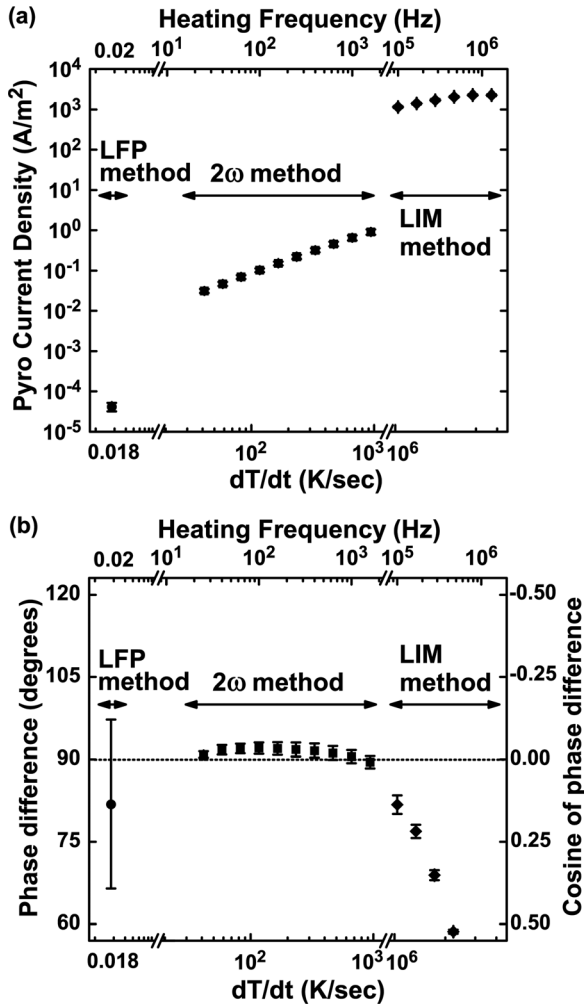 (a)
Heating Frequency (Hz)
0.02 10¹ 10² 10³ 10⁵ 10⁶
Pyro Current Density (A/m²)
10⁴
10³
10²
10¹
10⁰
10⁻¹
10⁻²
10⁻³
10⁻⁴
10⁻⁵
LFP
method
2ω method
LIM
method
0.018 10² 10³ 10⁶
dT/dt (K/sec)
(b)
Heating Frequency (Hz)
0.02 10¹ 10² 10³ 10⁵ 10⁶
Phase difference (degrees)
120
105
90
75
60
LFP
method
2ω method
LIM
method
-0.50
-0.25
0.00
0.25
0.50
Cosine of phase difference
0.018 10² 10³ 10⁶
dT/dt (K/sec)